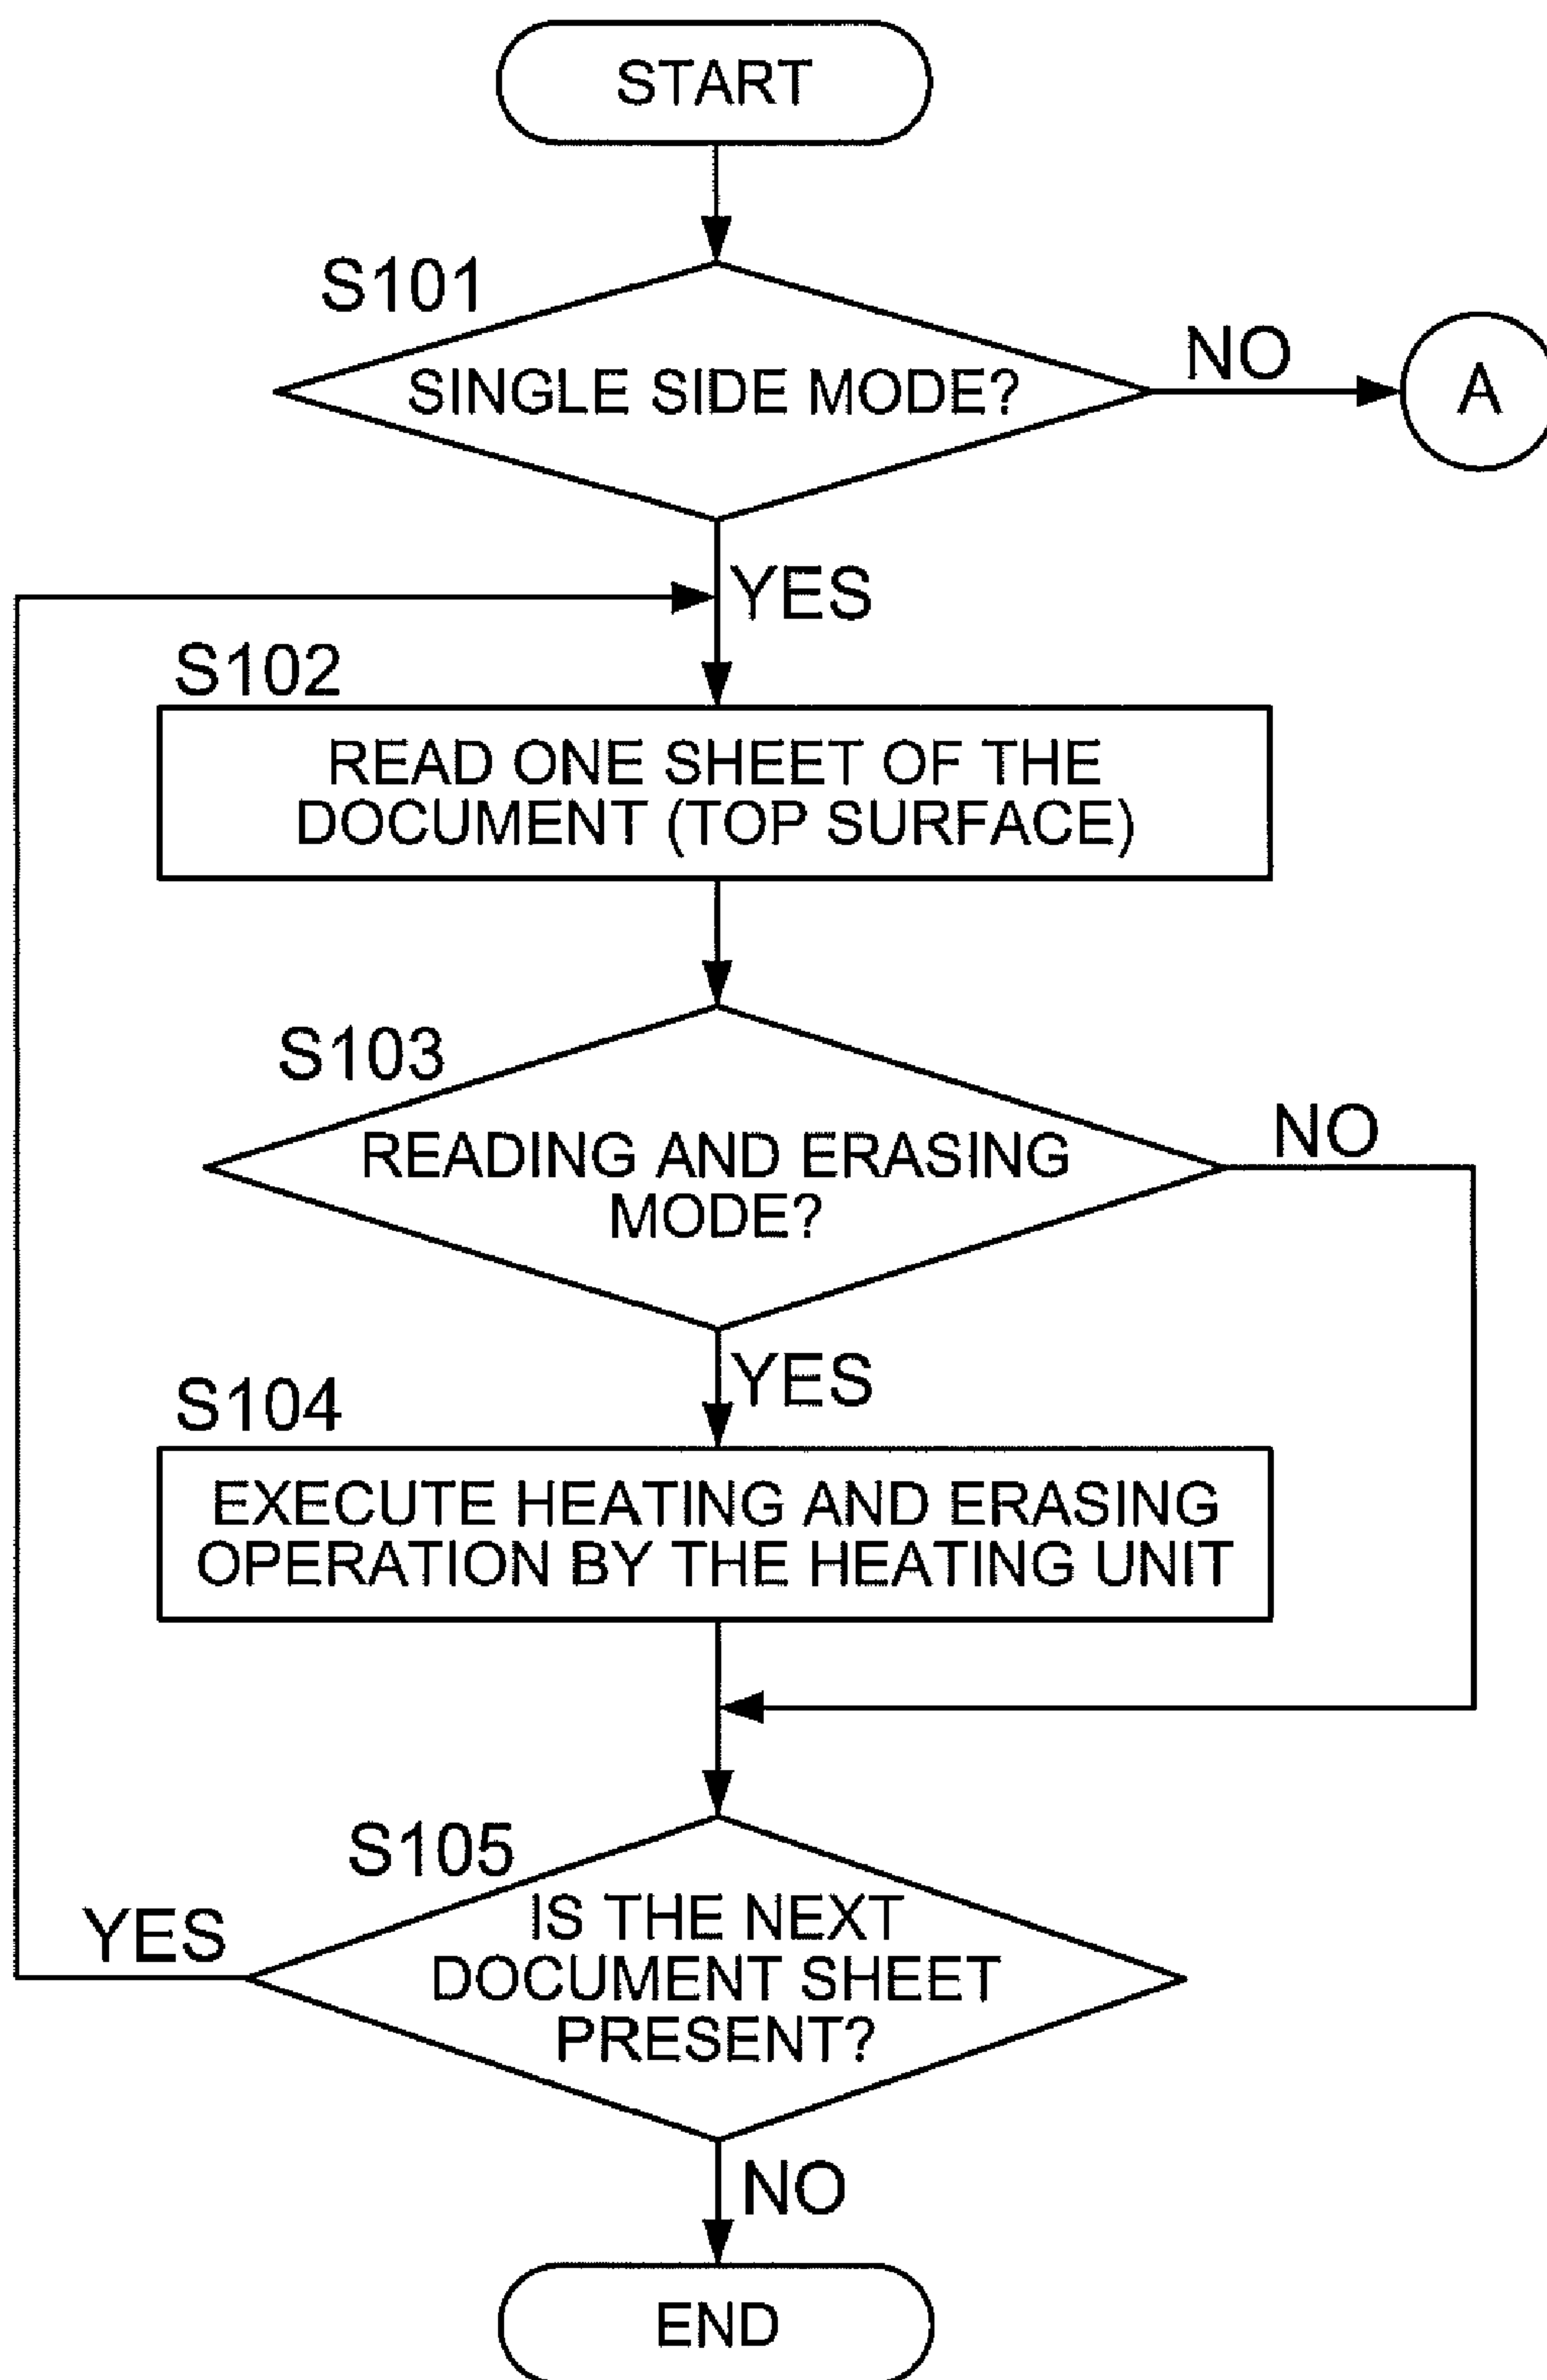 START
S101
SINGLE SIDE MODE?
NO
A
YES
S102
READ ONE SHEET OF THE
DOCUMENT (TOP SURFACE)
S103
READING AND ERASING
MODE?
NO
YES
S104
EXECUTE HEATING AND ERASING
OPERATION BY THE HEATING UNIT
S105
IS THE NEXT
DOCUMENT SHEET
PRESENT?
YES
NO
END